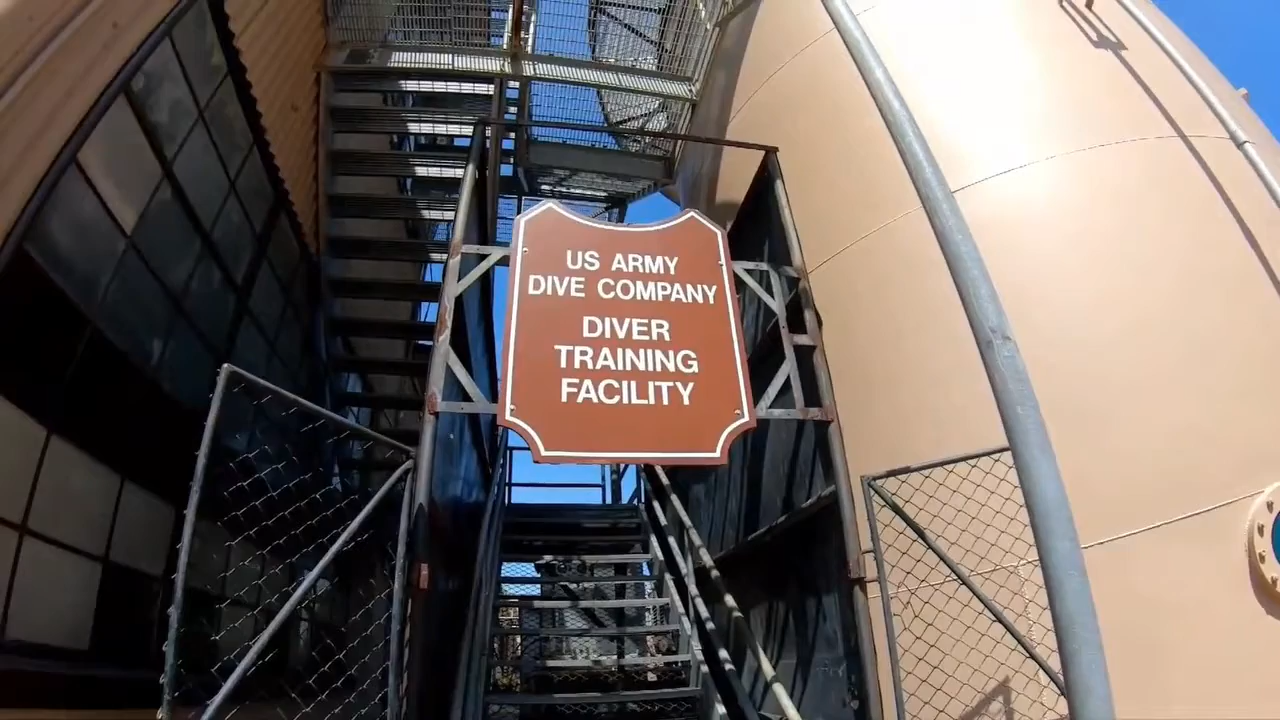 US ARMY
DIVE COMPANY
DIVER
TRAINING
FACILITY